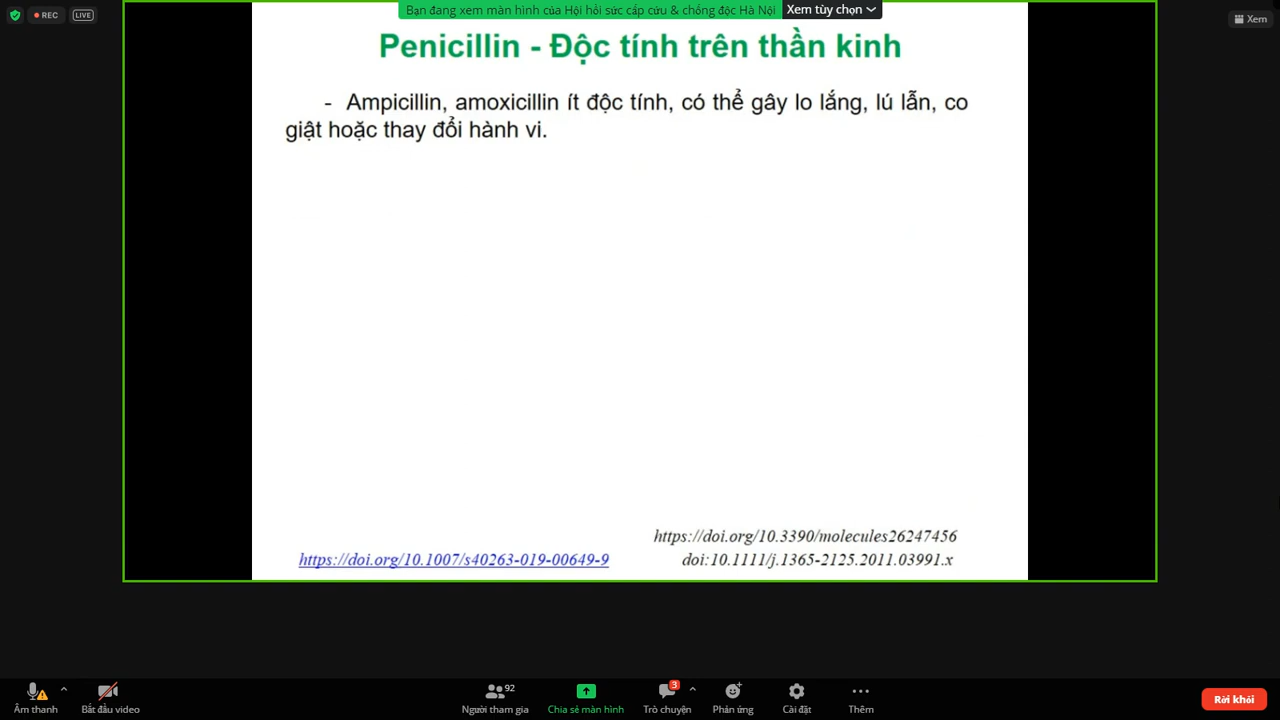 Bạn đang xem màn hình của Hội hồi sức cấp cứu & chống độc Hà Nội Xem tùy chọn
REC LIVE
Xem
Penicillin - Độc tính trên thần kinh
- Ampicillin, amoxicillin ít độc tính, có thể gây lo lắng, lú lẫn, co
giật hoặc thay đổi hành vi.
https://doi.org/10.3390/molecules26247456
https://doi.org/10.1007/s40263-019-00649-9 doi:10.1111/j.1365-2125.2011.03991.x
92 3
Âm thanh Bắt đầu video Người tham gia Chia sẻ màn hình Trò chuyện Phản ứng Cài đặt Thêm Rời khỏi